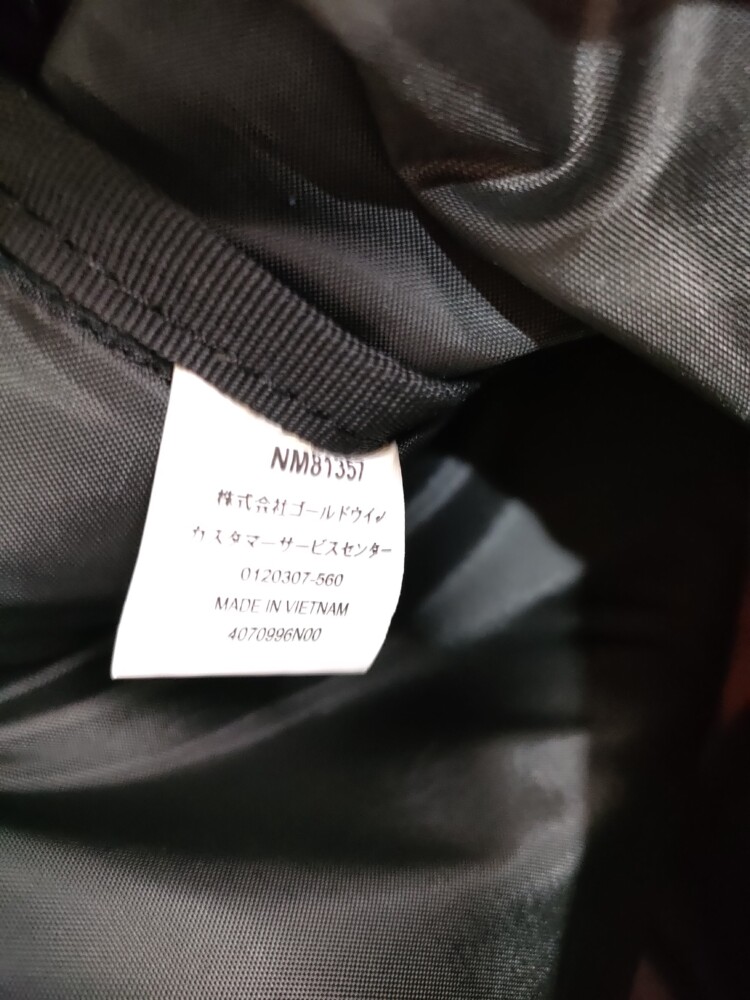 NM81357
株式会社ゴールドウイン
カスタマーサービスセンター
0120307-560
MADE IN VIETNAM
4070996N00